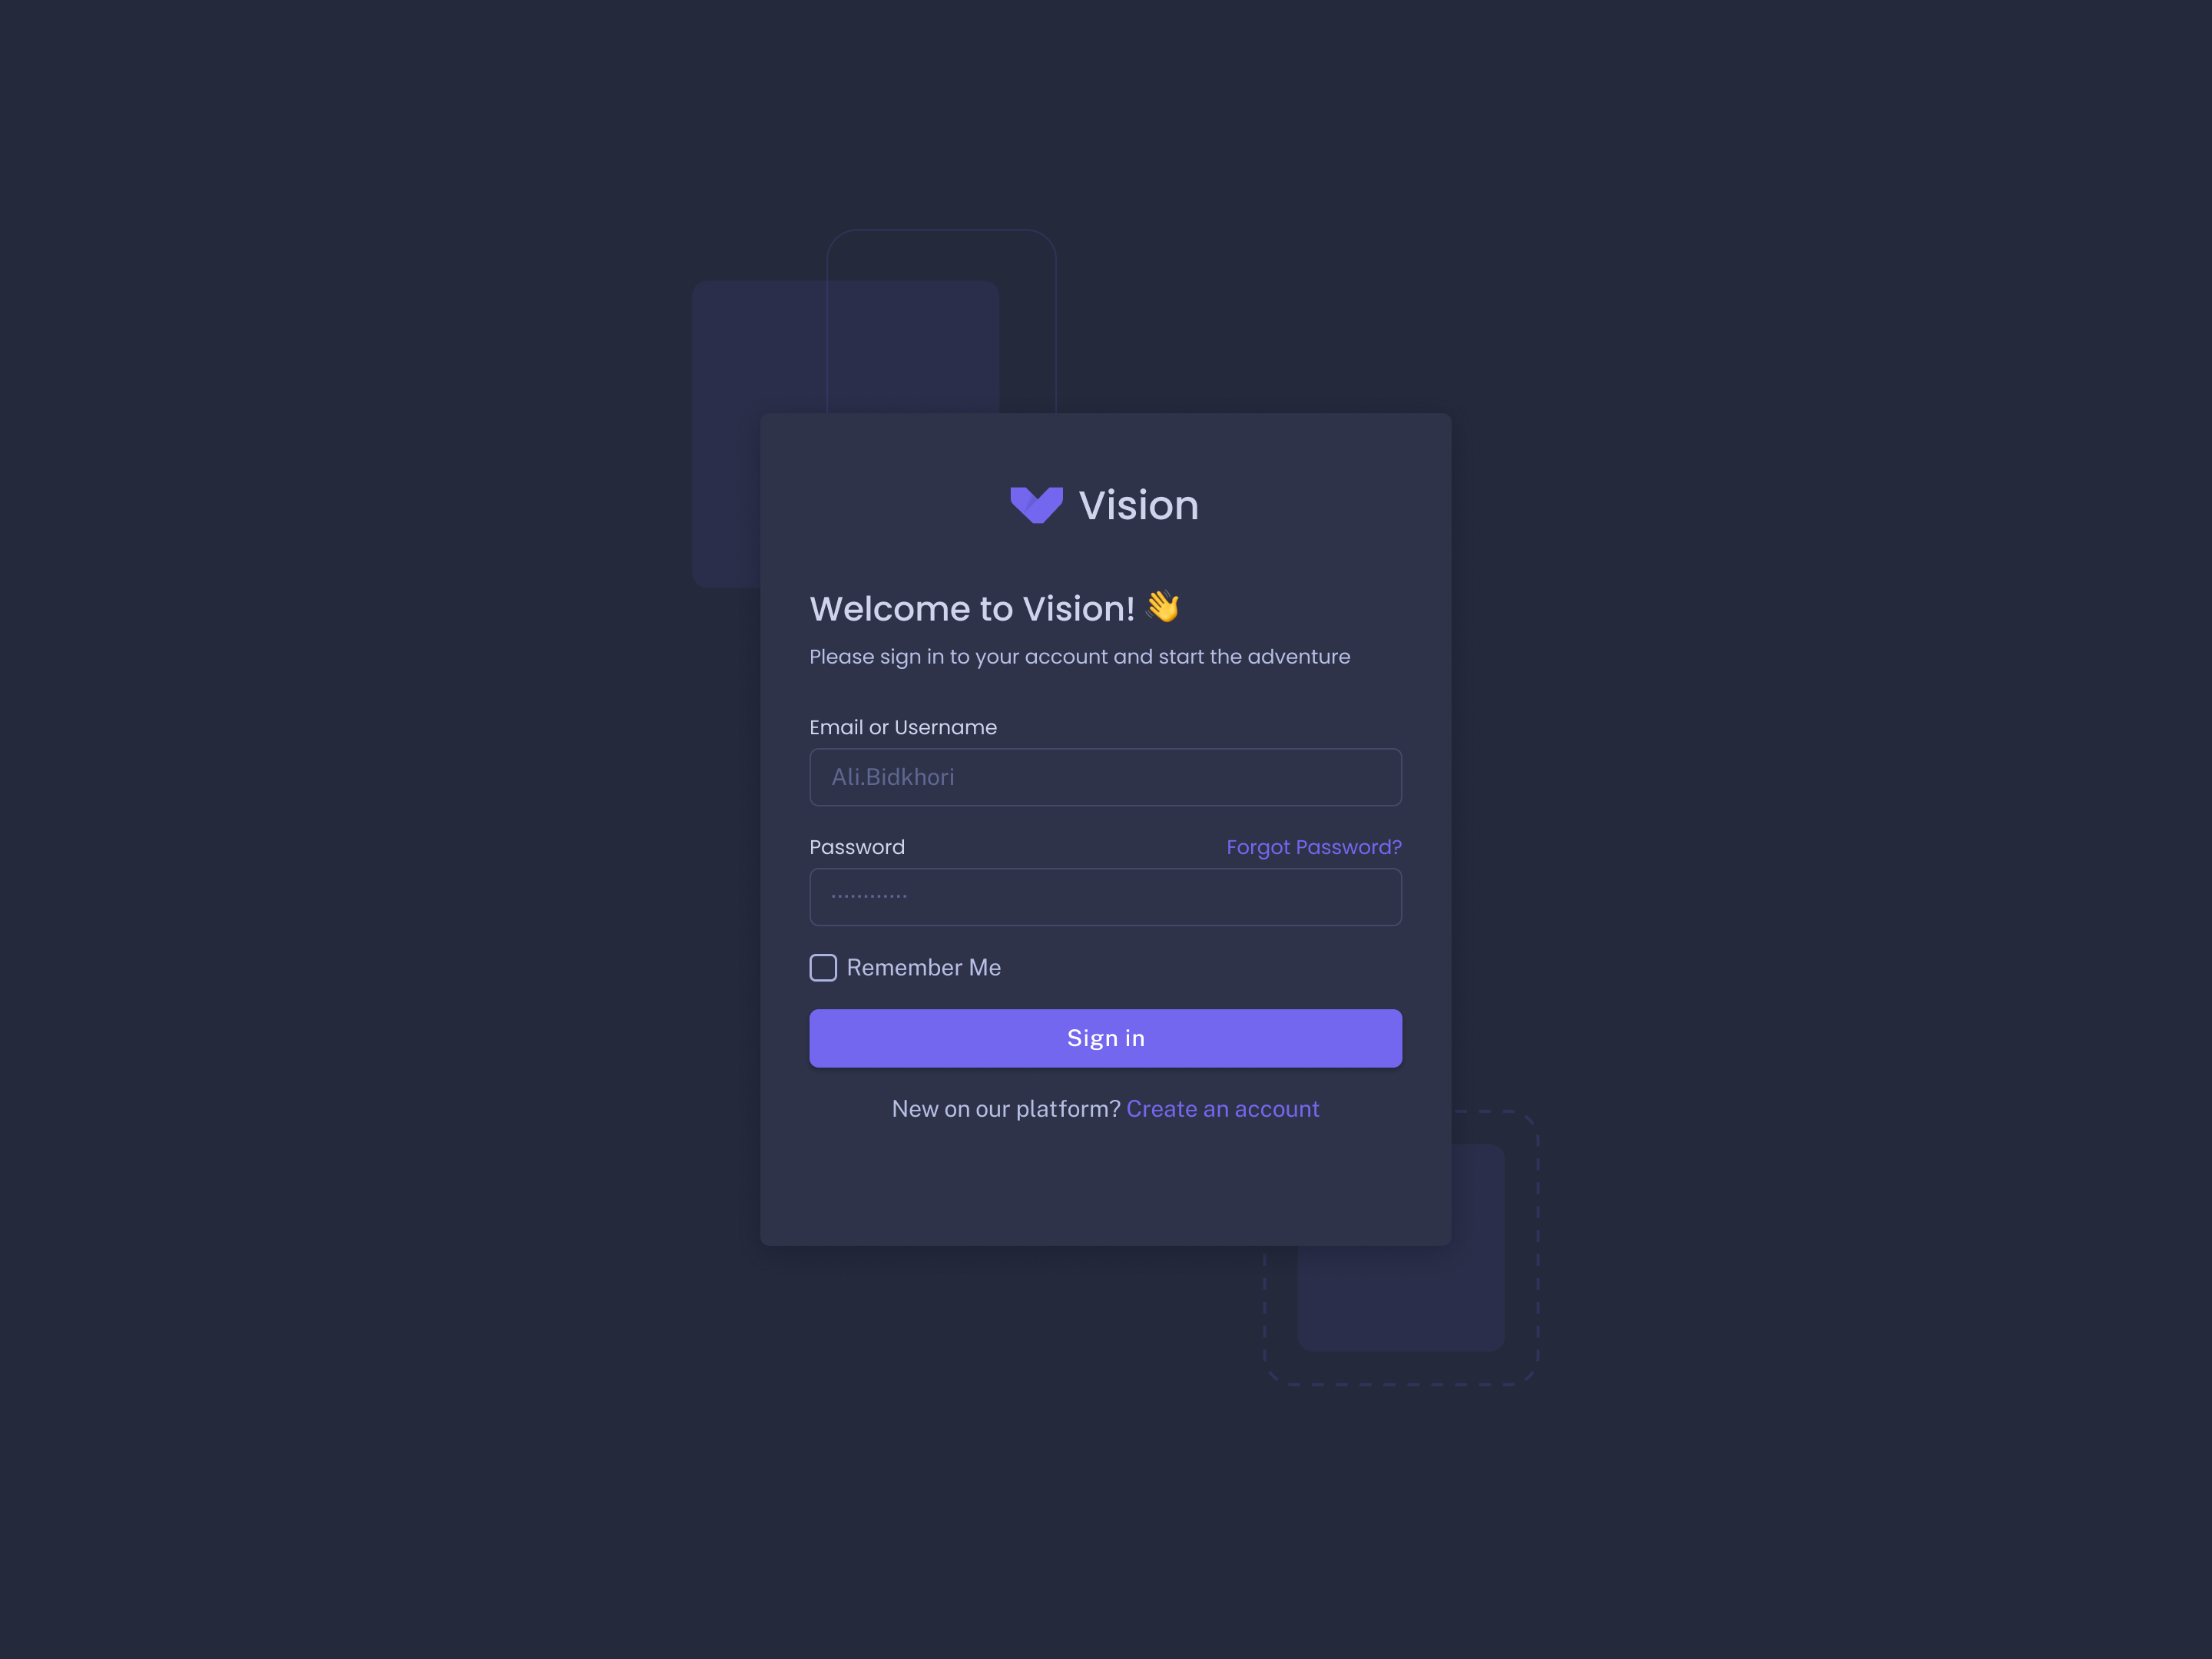 Vision
Welcome to Vision! 👋
Please sign in to your account and start the adventure
Email or Username
Ali.Bidkhori
Password
Forgot Password?
············
Remember Me
Sign in
New on our platform? Create an account